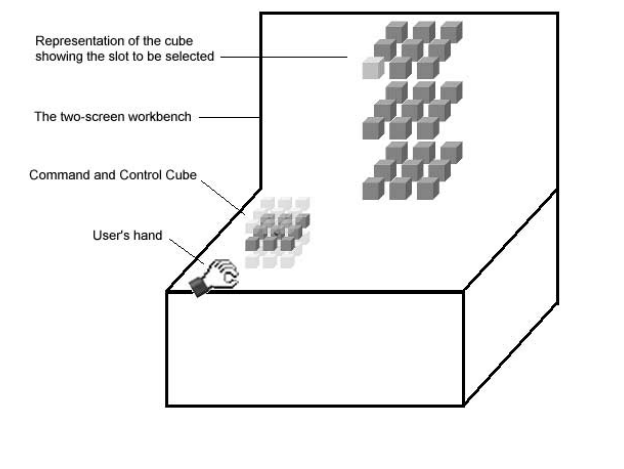 Representation of the cube
showing the slot to be selected
The two-screen workbench
Command and Control Cube
User's hand